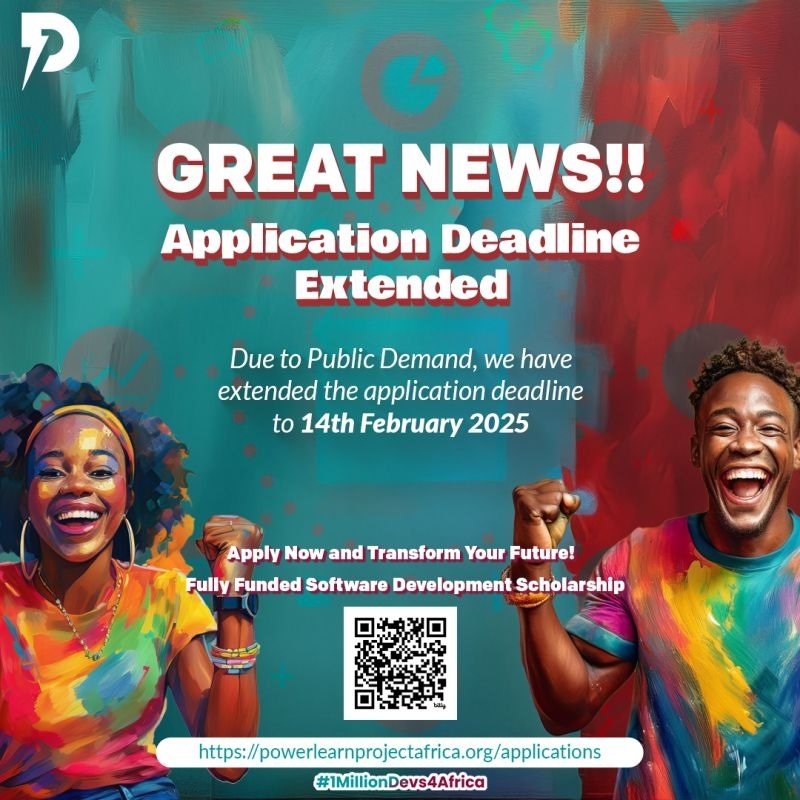 GREAT NEWS!!
Application Deadline
Extended
Due to Public Demand, we have
extended the application deadline
to 14th February 2025
Apply Now and Transform Your Future!
Fully Funded Software Development Scholarship
bitly
https://powerlearnprojectafrica.org/applications
#1MillionDevs4Africa